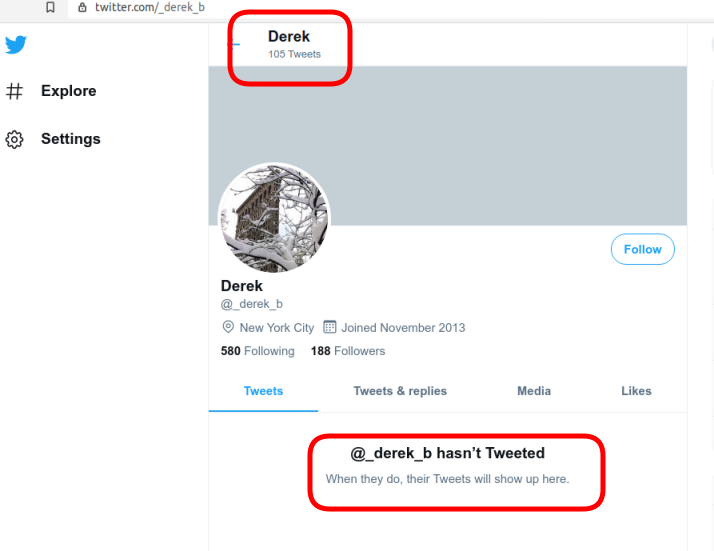 twitter.com/_derek_b
Derek
105 Tweets
Explore
Settings
Follow
Derek
@_derek_b
New York City Joined November 2013
580 Following 188 Followers
Tweets Tweets & replies Media Likes
@_derek_b hasn’t Tweeted
When they do, their Tweets will show up here.